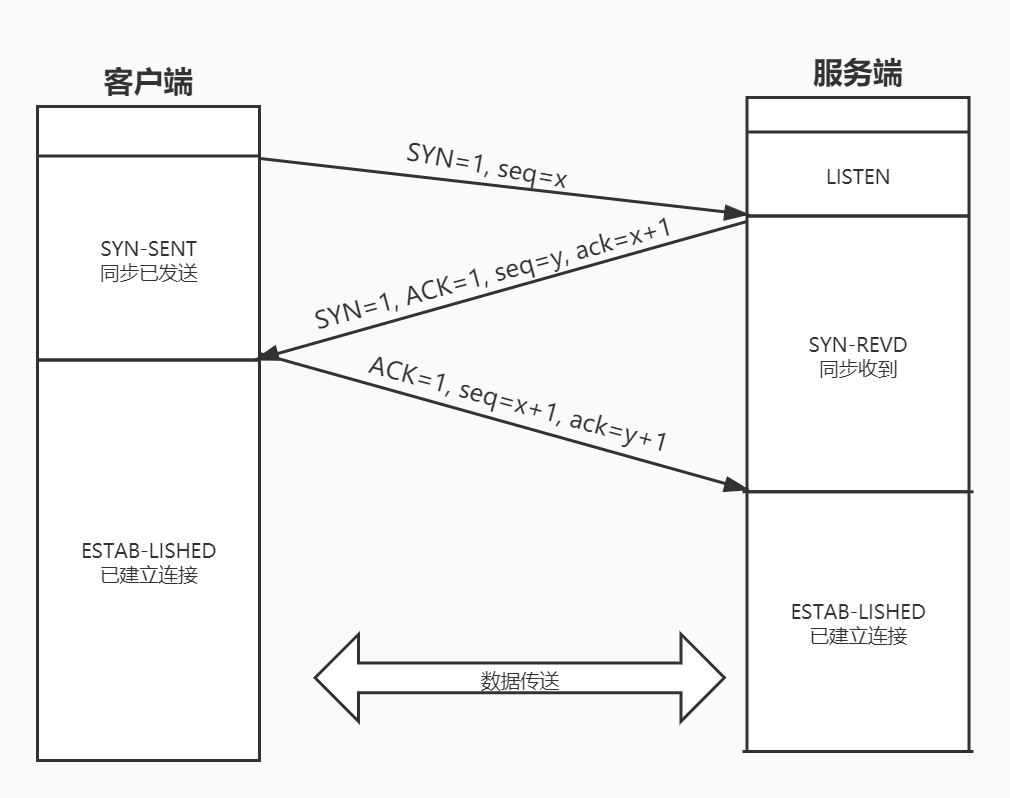 客户端
服务端
SYN=1, seq=x
LISTEN
SYN-SENT
同步已发送
SYN=1, ACK=1, seq=y, ack=x+1
SYN-REVD
同步收到
ACK=1, seq=x+1, ack=y+1
ESTAB-LISHED
已建立连接
ESTAB-LISHED
已建立连接
数据传送